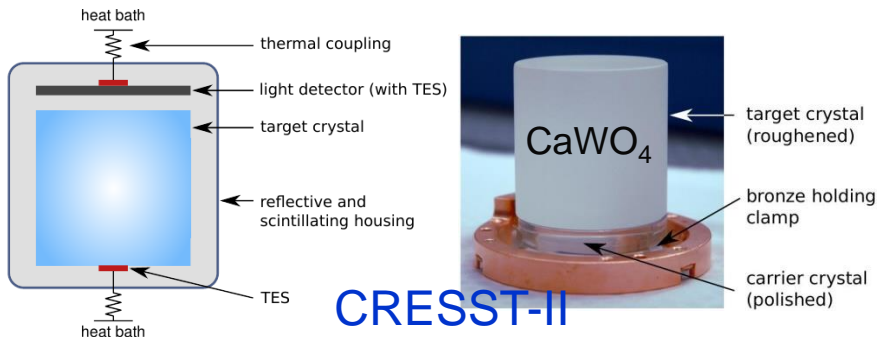 heat bath
thermal coupling
light detector (with TES)
target crystal
reflective and
scintillating housing
TES
heat bath
CaWO₄
target crystal
(roughened)
bronze holding
clamp
carrier crystal
(polished)
CRESST-II